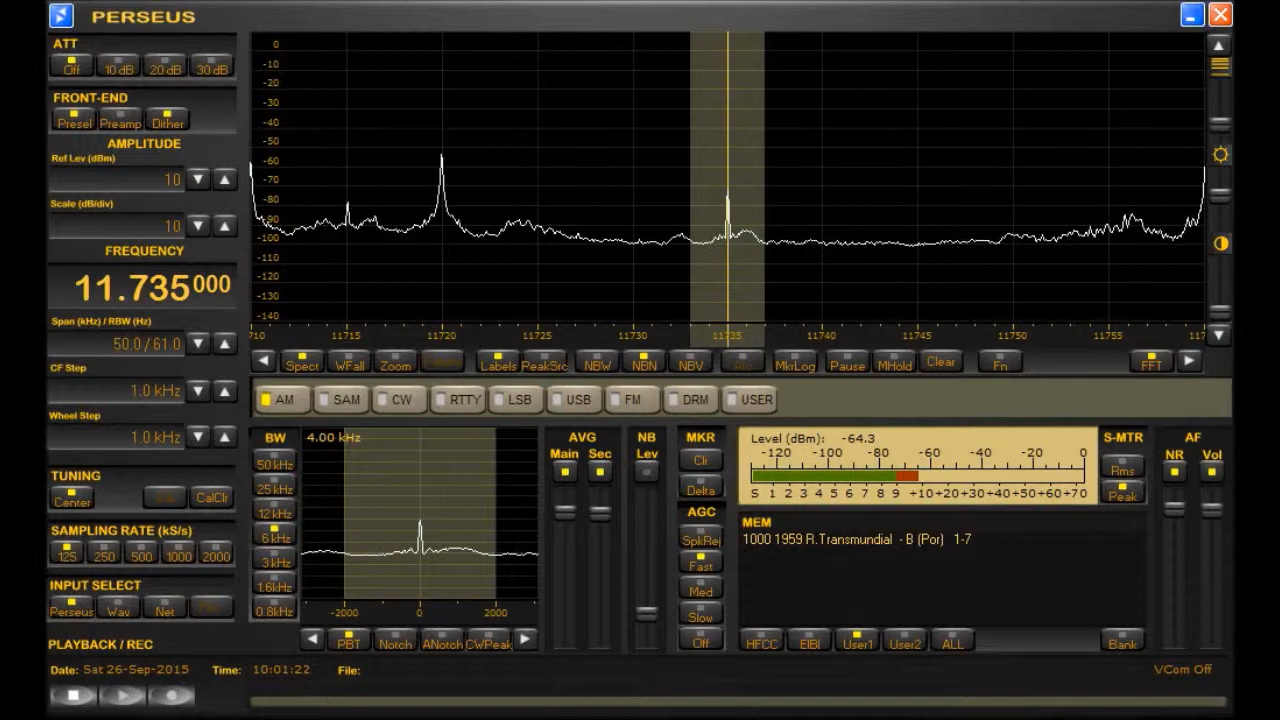 PERSEUS
ATT
Off 10 dB 20 dB 30 dB
FRONT-END
Presel Preamp Dither
AMPLITUDE
Ref Lev (dBm)
10
Scale (dB/div)
10
FREQUENCY
11.735000
Span (kHz) / RBW (Hz)
50.0/61.0
CF Step
1.0 kHz
Wheel Step
1.0 kHz
TUNING
Center CalClr
SAMPLING RATE (kS/s)
125 250 500 1000 2000
INPUT SELECT
Perseus Wav Net
PLAYBACK / REC
Date: Sat 26-Sep-2015 Time: 10:01:22 File:
0
-10
-20
-30
-40
-50
-60
-70
-80
-90
-100
-110
-120
-130
-140
710 11715 11720 11725 11730 11735 11740 11745 11750 11755
Spect WFall Zoom Labels PeakSrc NBW NBN NBV MkrLog Pause MHold Clear Fn FFT
AM SAM CW RTTY LSB USB FM DRM USER
BW
50 kHz
25 kHz
12 kHz
6 kHz
3 kHz
1.6kHz
0.8kHz
4.00 kHz
-2000 0 2000
PBT Notch ANotch CWPeak
AVG
Main Sec
NB
Lev
MKR
Clr
Delta
AGC
SpkRej
Fast
Med
Slow
Off
Level (dBm): -64.3
-120 -100 -80 -60 -40 -20 0
S 1 2 3 4 5 6 7 8 9 +10 +20 +30 +40 +50 +60 +70
S-MTR
Rms
Peak
MEM
1000 1959 R.Transmundial - B (Por) 1-7
HFCC EIBI User1 User2 ALL Bank
AF
NR Vol
VCom Off